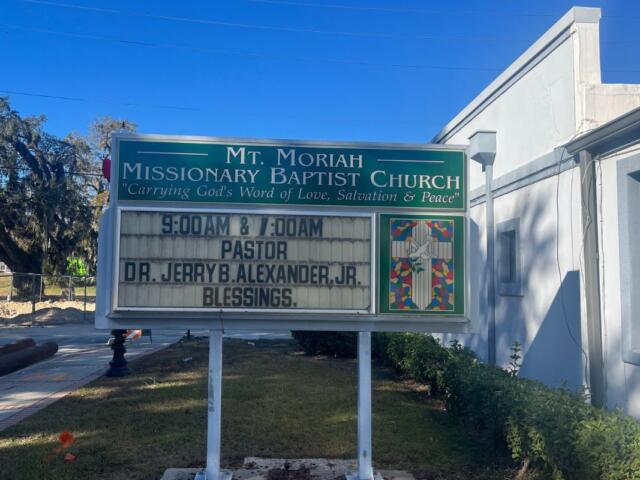 MT. MORIAH
MISSIONARY BAPTIST CHURCH
"Carrying God's Word of Love, Salvation & Peace"
9:00AM & 7:00AM
PASTOR
DR. JERRY B. ALEXANDER, JR.
BLESSINGS.